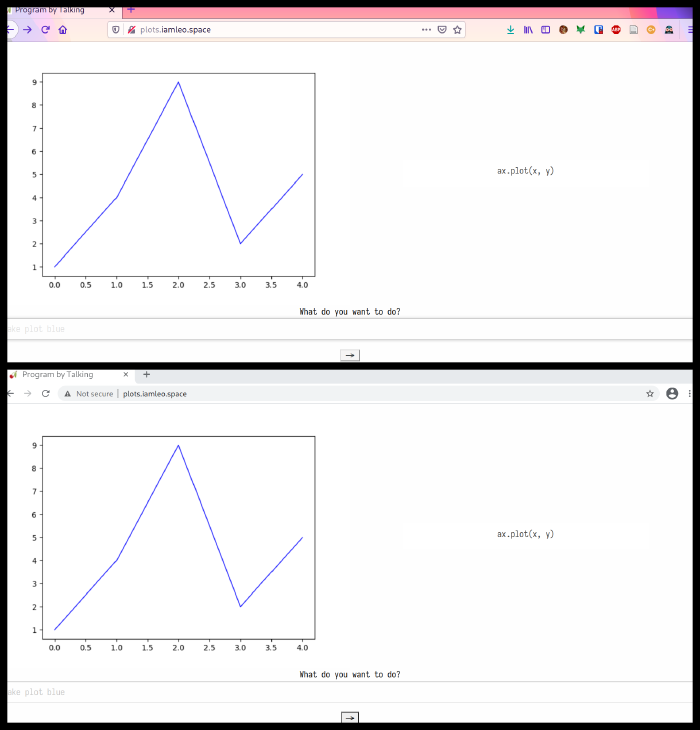 Program by Talking
plots.iamleo.space
9
8
7
6
5
4
3
2
1
0.0 0.5 1.0 1.5 2.0 2.5 3.0 3.5 4.0
ax.plot(x, y)
What do you want to do?
ake plot blue
→
Program by Talking
Not secure | plots.iamleo.space
9
8
7
6
5
4
3
2
1
0.0 0.5 1.0 1.5 2.0 2.5 3.0 3.5 4.0
ax.plot(x, y)
What do you want to do?
ake plot blue
→